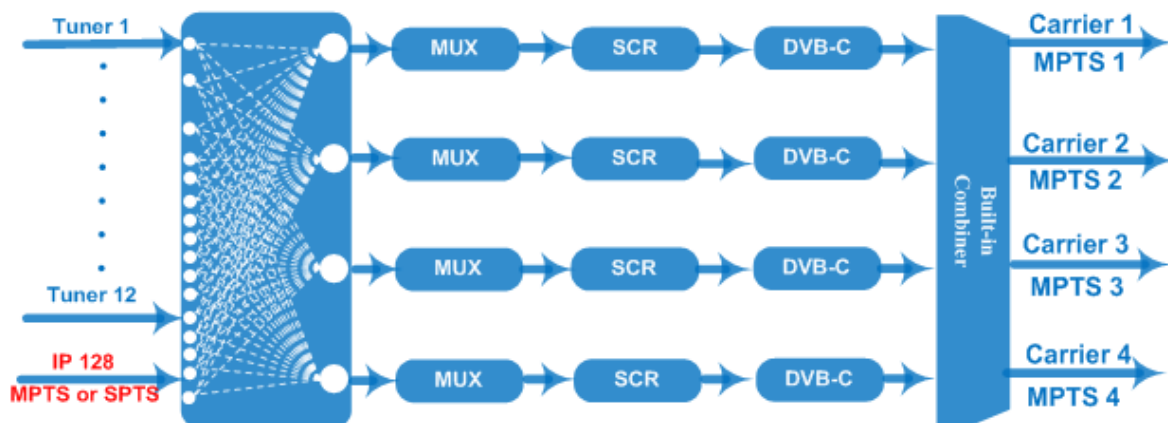 Tuner 1
Tuner 12
IP 128
MPTS or SPTS
MUX
SCR
DVB-C
MUX
SCR
DVB-C
MUX
SCR
DVB-C
MUX
SCR
DVB-C
Built-in
Combiner
Carrier 1
MPTS 1
Carrier 2
MPTS 2
Carrier 3
MPTS 3
Carrier 4
MPTS 4